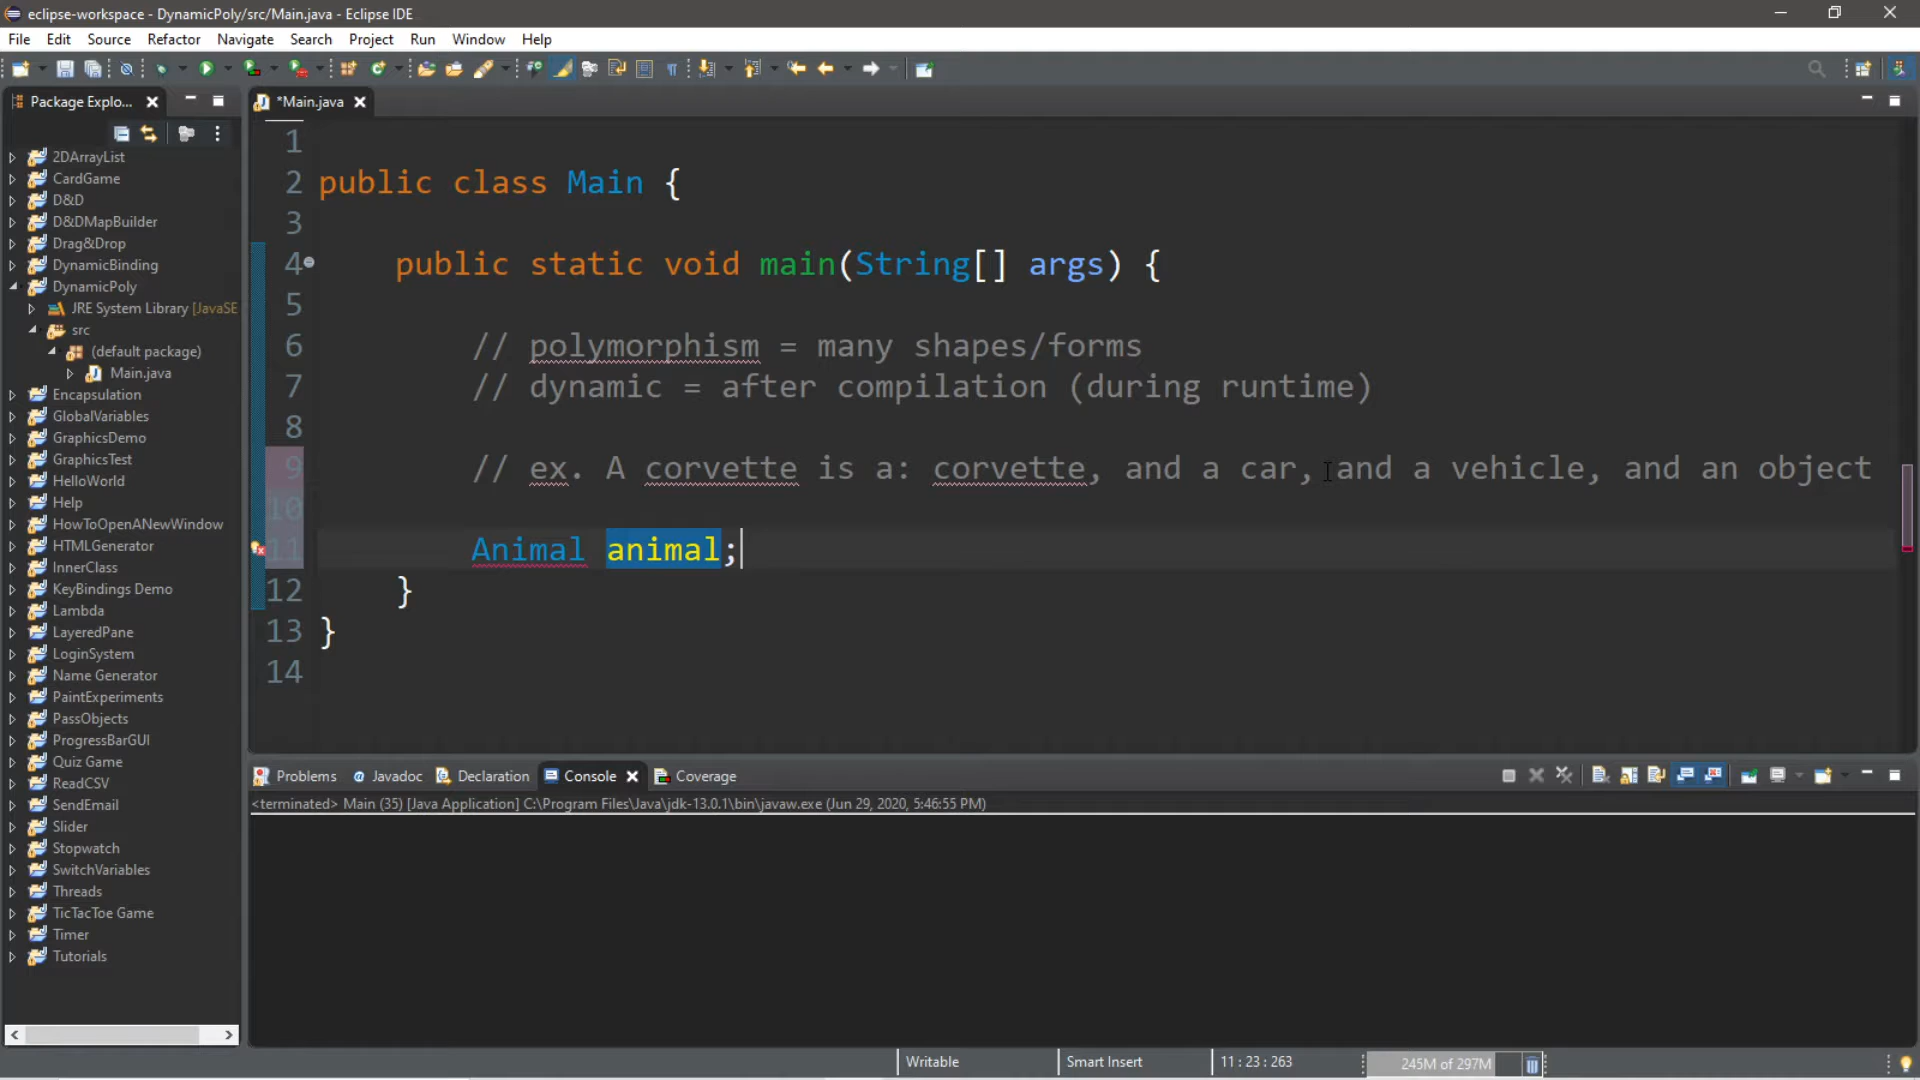 eclipse-workspace - DynamicPoly/src/Main.java - Eclipse IDE
File Edit Source Refactor Navigate Search Project Run Window Help
Package Explo...
*Main.java
2DArrayList
CardGame
D&D
D&DMapBuilder
Drag&Drop
DynamicBinding
DynamicPoly
JRE System Library [JavaSE
src
(default package)
Main.java
Encapsulation
GlobalVariables
GraphicsDemo
GraphicsTest
HelloWorld
Help
HowToOpenANewWindow
HTMLGenerator
InnerClass
KeyBindings Demo
Lambda
LayeredPane
LoginSystem
Name Generator
PaintExperiments
PassObjects
ProgressBarGUI
Quiz Game
ReadCSV
SendEmail
Slider
Stopwatch
SwitchVariables
Threads
TicTacToe Game
Timer
Tutorials
1
2 public class Main {
3
4 public static void main(String[] args) {
5
6 // polymorphism = many shapes/forms
7 // dynamic = after compilation (during runtime)
8
9 // ex. A corvette is a: corvette, and a car, and a vehicle, and an object
10
11 Animal animal;
12 }
13 }
14
Problems Javadoc Declaration Console Coverage
<terminated> Main (35) [Java Application] C:\Program Files\Java\jdk-13.0.1\bin\javaw.exe (Jun 29, 2020, 5:46:55 PM)
Writable Smart Insert 11 : 23 : 263 245M of 297M